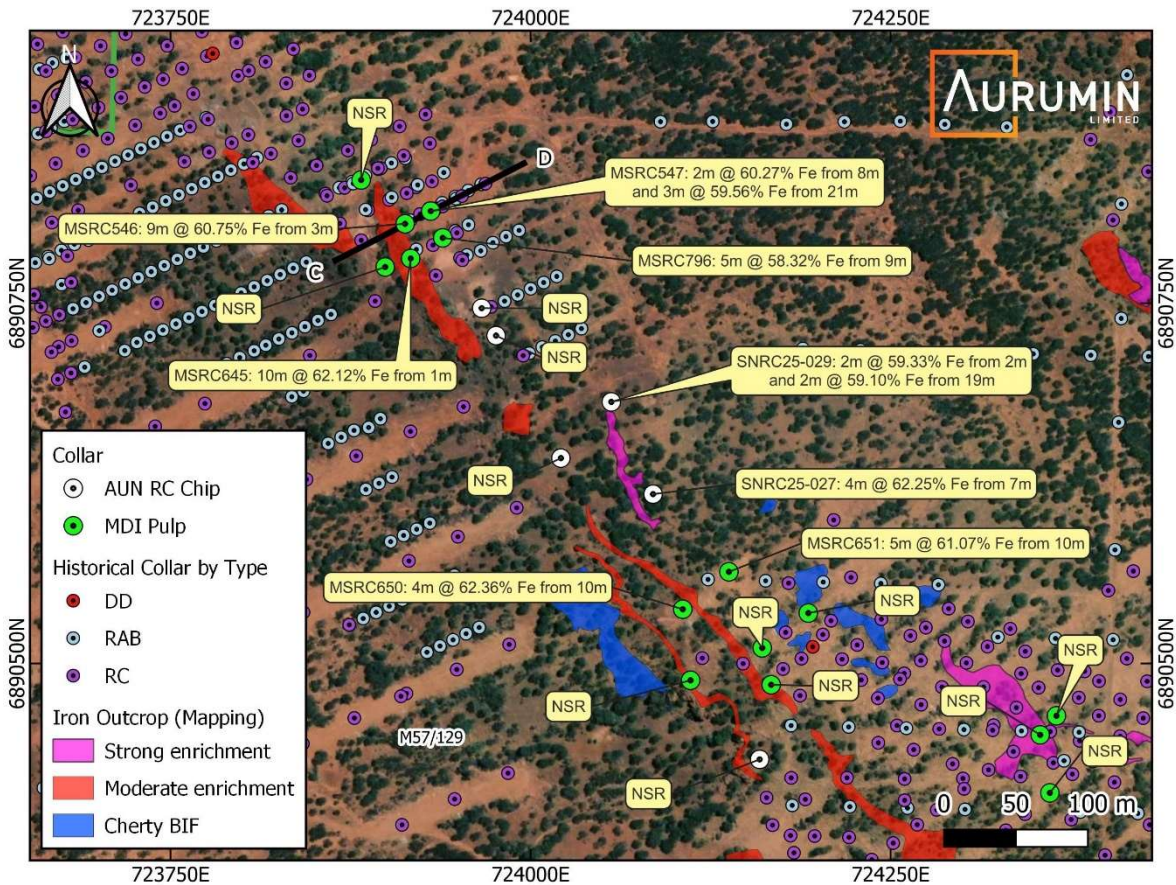 723750E
724000E
724250E
N
AURUMIN
LIMITED
NSR
D
MSRC547: 2m @ 60.27% Fe from 8m
and 3m @ 59.56% Fe from 21m
MSRC546: 9m @ 60.75% Fe from 3m
MSRC796: 5m @ 58.32% Fe from 9m
C
6890750N
6890750N
NSR
NSR
NSR
MSRC645: 10m @ 62.12% Fe from 1m
SNRC25-029: 2m @ 59.33% Fe from 2m
and 2m @ 59.10% Fe from 19m
NSR
SNRC25-027: 4m @ 62.25% Fe from 7m
MSRC651: 5m @ 61.07% Fe from 10m
MSRC650: 4m @ 62.36% Fe from 10m
NSR
NSR
6890500N
6890500N
NSR
NSR
NSR
NSR
NSR
NSR
M57/129
Collar
AUN RC Chip
MDI Pulp
Historical Collar by Type
DD
RAB
RC
Iron Outcrop (Mapping)
Strong enrichment
Moderate enrichment
Cherty BIF
0 50 100 m
723750E
724000E
724250E